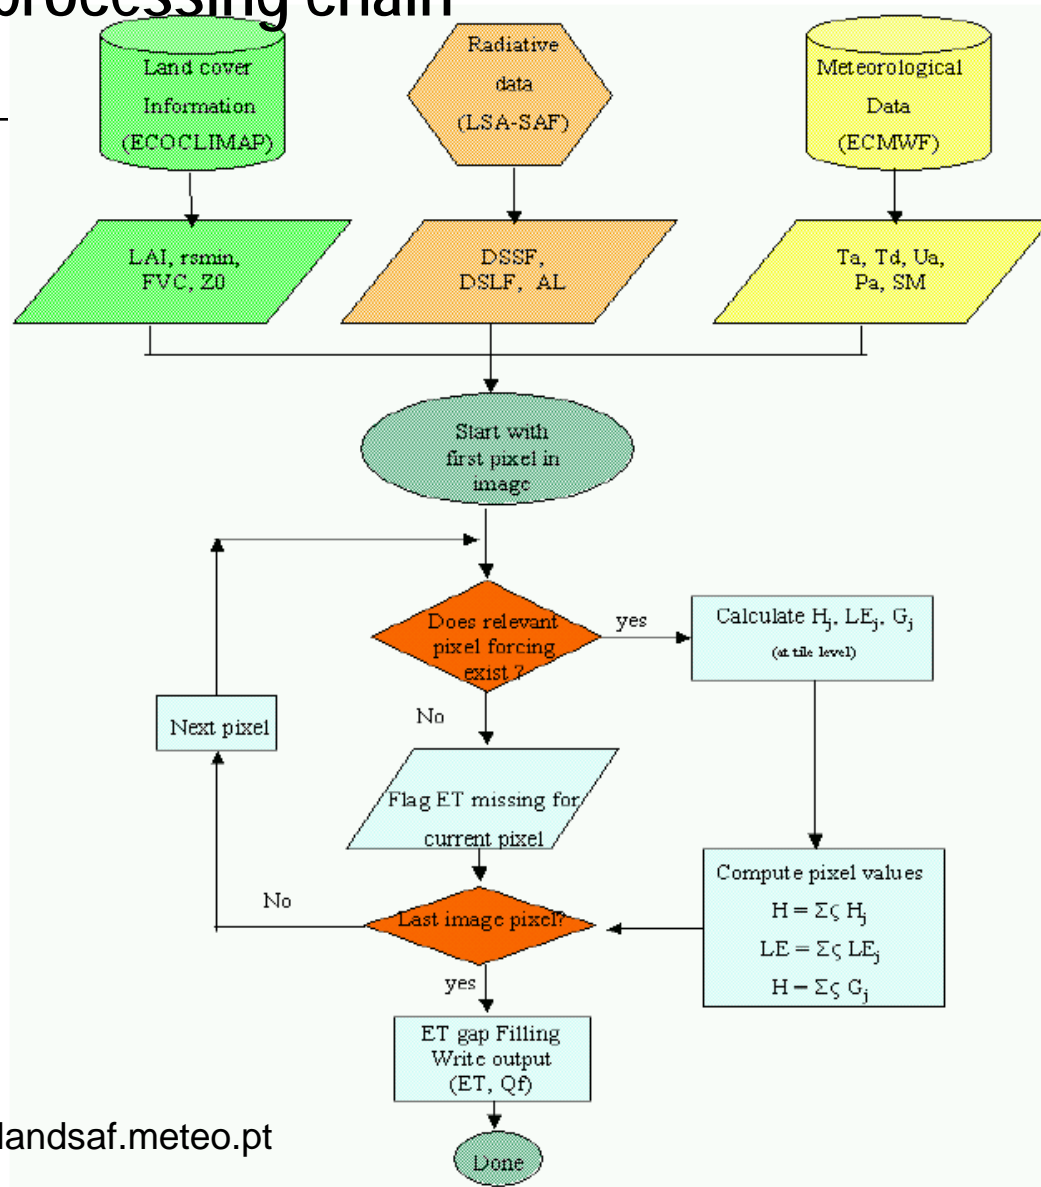 processing chain
Land cover
Information
(ECOCLIMAP)
Radiative
data
(LSA-SAF)
Meteorological
Data
(ECMWF)
LAI, rsmin,
FVC, Z0
DSSF,
DSLF, AL
Ta, Td, Ua,
Pa, SM
Start with
first pixel in
image
Does relevant
pixel forcing
exist ?
yes
Calculate Hj, LEj, Gj
(at tile level)
No
Next pixel
Flag ET missing for
current pixel
Compute pixel values
H = Σς Hj
LE = Σς LEj
H = Σς Gj
No
Last image pixel?
yes
ET gap Filling
Write output
(ET, Qf)
landsaf.meteo.pt
Done